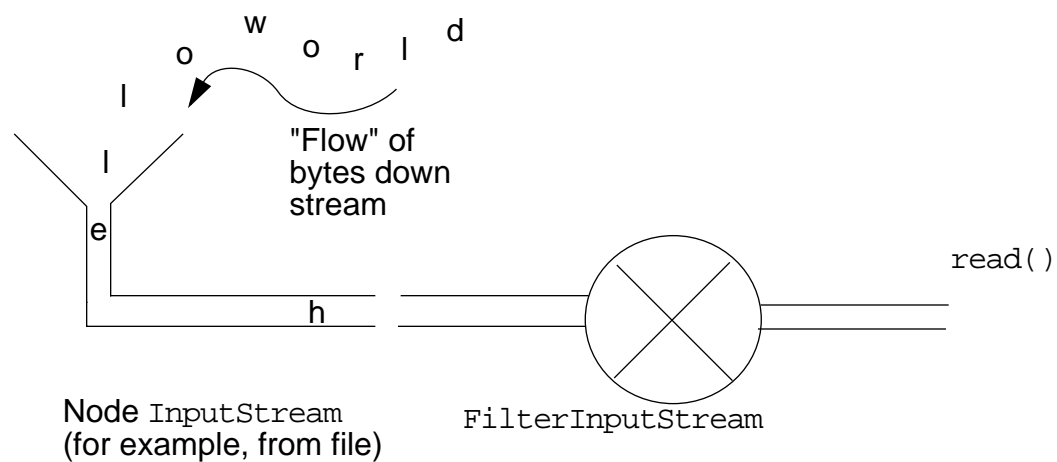 w
d
o
o
r
l
l
"Flow" of
bytes down
stream
l
e
read()
h
Node InputStream
(for example, from file)
FilterInputStream